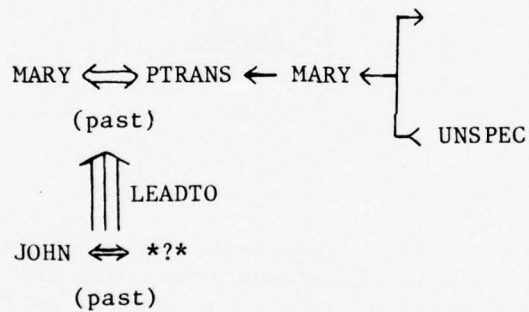 MARY PTRANS MARY
(past)
UNSPEC
LEADTO
JOHN *?*
(past)